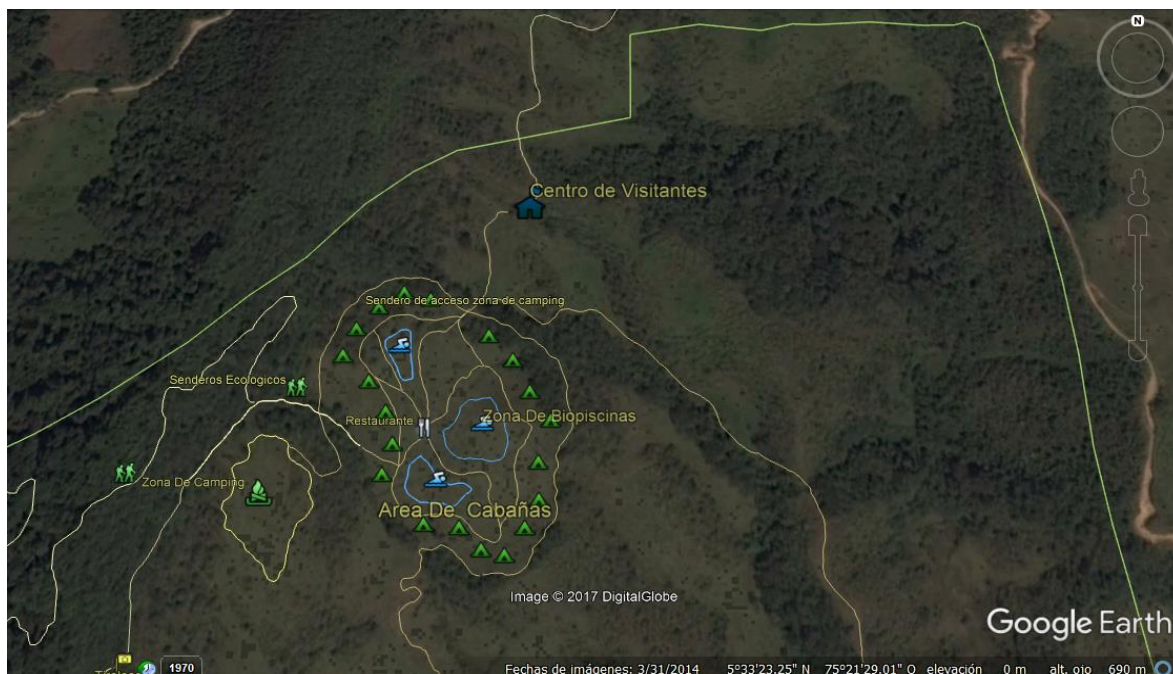 N
Centro de Visitantes
Sendero de acceso zona de camping
Senderos Ecologicos
Restaurante
Zona De Biopiscinas
Zona De Camping
Area De Cabañas
Image © 2017 DigitalGlobe
Google Earth
1970
Fechas de imágenes: 3/31/2014 5°33'23.25" N 75°21'29.01" O elevación 0 m alt. ojo 690 m